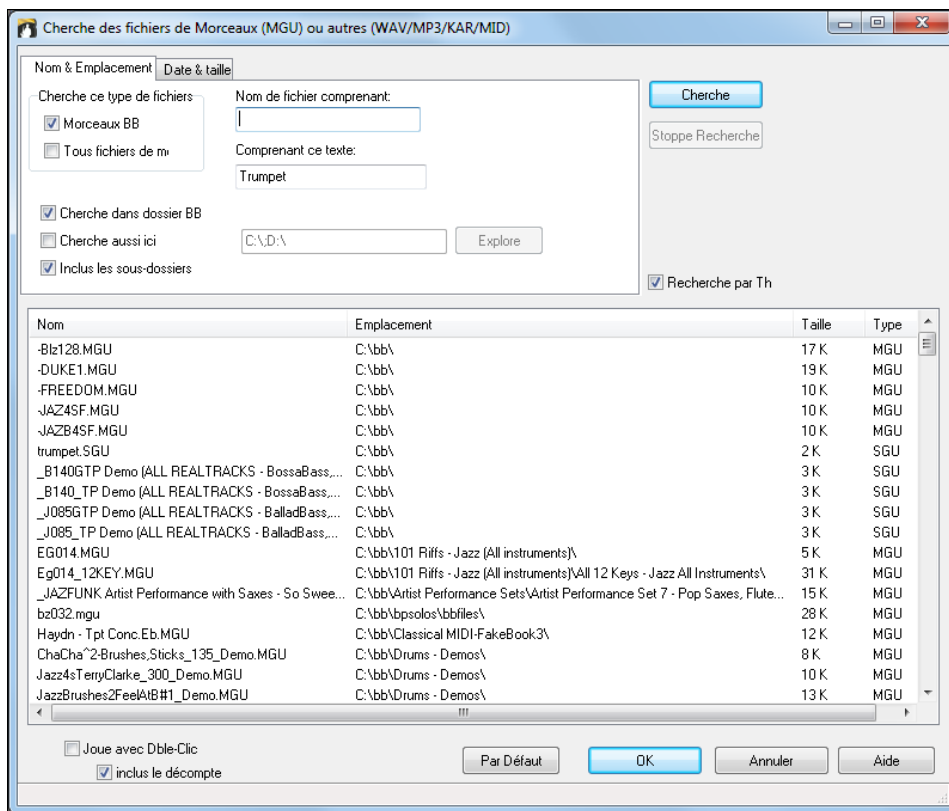 Cherche des fichiers de Morceaux (MGU) ou autres (WAV/MP3/KAR/MID)
Nom & Emplacement Date & taille
Cherche ce type de fichiers Nom de fichier comprenant: Cherche
Morceaux BB
Stoppe Recherche
Tous fichiers de m Comprenant ce texte:
Trumpet
Cherche dans dossier BB
Cherche aussi ici C:\;D:\ Explore
Inclus les sous-dossiers
Recherche par Th
Nom Emplacement Taille Type
-Blz128.MGU C:\bb\ 17 K MGU
-DUKE1.MGU C:\bb\ 19 K MGU
-FREEDOM.MGU C:\bb\ 10 K MGU
-JAZ4SF.MGU C:\bb\ 10 K MGU
-JAZB4SF.MGU C:\bb\ 10 K MGU
trumpet.SGU C:\bb\ 2 K SGU
_B140GTP Demo (ALL REALTRACKS - BossaBass,... C:\bb\ 3 K SGU
_B140_TP Demo (ALL REALTRACKS - BossaBass,... C:\bb\ 3 K SGU
_J085GTP Demo (ALL REALTRACKS - BalladBass,... C:\bb\ 3 K SGU
_J085_TP Demo (ALL REALTRACKS - BalladBass,... C:\bb\ 3 K SGU
EG014.MGU C:\bb\101 Riffs - Jazz (All instruments)\ 5 K MGU
Eg014_12KEY.MGU C:\bb\101 Riffs - Jazz (All instruments)\All 12 Keys - Jazz All Instruments\ 31 K MGU
_JAZFUNK Artist Performance with Saxes - So Swee... C:\bb\Artist Performance Sets\Artist Performance Set 7 - Pop Saxes, Flute... 15 K MGU
bz032.mgu C:\bb\bpsolos\bbfiles\ 28 K MGU
Haydn - Tpt Conc.Eb.MGU C:\bb\Classical MIDI-FakeBook3\ 12 K MGU
ChaCha^2-Brushes,Sticks_135_Demo.MGU C:\bb\Drums - Demos\ 8 K MGU
Jazz4sTerryClarke_300_Demo.MGU C:\bb\Drums - Demos\ 10 K MGU
JazzBrushes2FeelAtB#1_Demo.MGU C:\bb\Drums - Demos\ 13 K MGU
Joue avec Dble-Clic
inclus le décompte
Par Défaut OK Annuler Aide